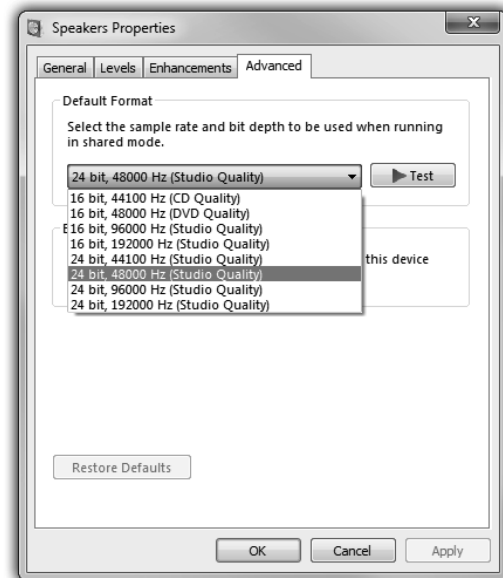 Speakers Properties
General Levels Enhancements Advanced
Default Format
Select the sample rate and bit depth to be used when running
in shared mode.
24 bit, 48000 Hz (Studio Quality)
Test
16 bit, 44100 Hz (CD Quality)
16 bit, 48000 Hz (DVD Quality)
16 bit, 96000 Hz (Studio Quality)
16 bit, 192000 Hz (Studio Quality)
24 bit, 44100 Hz (Studio Quality)
this device
24 bit, 48000 Hz (Studio Quality)
24 bit, 96000 Hz (Studio Quality)
24 bit, 192000 Hz (Studio Quality)
Restore Defaults
OK Cancel Apply